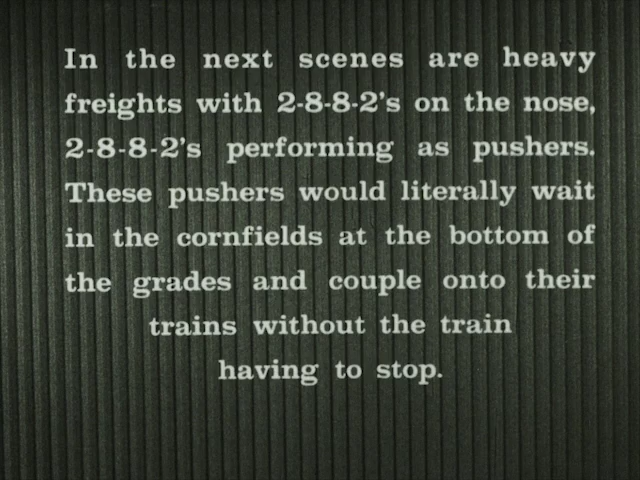 In the next scenes are heavy
freights with 2-8-8-2's on the nose,
2-8-8-2's performing as pushers.
These pushers would literally wait
in the cornfields at the bottom of
the grades and couple onto their
trains without the train
having to stop.